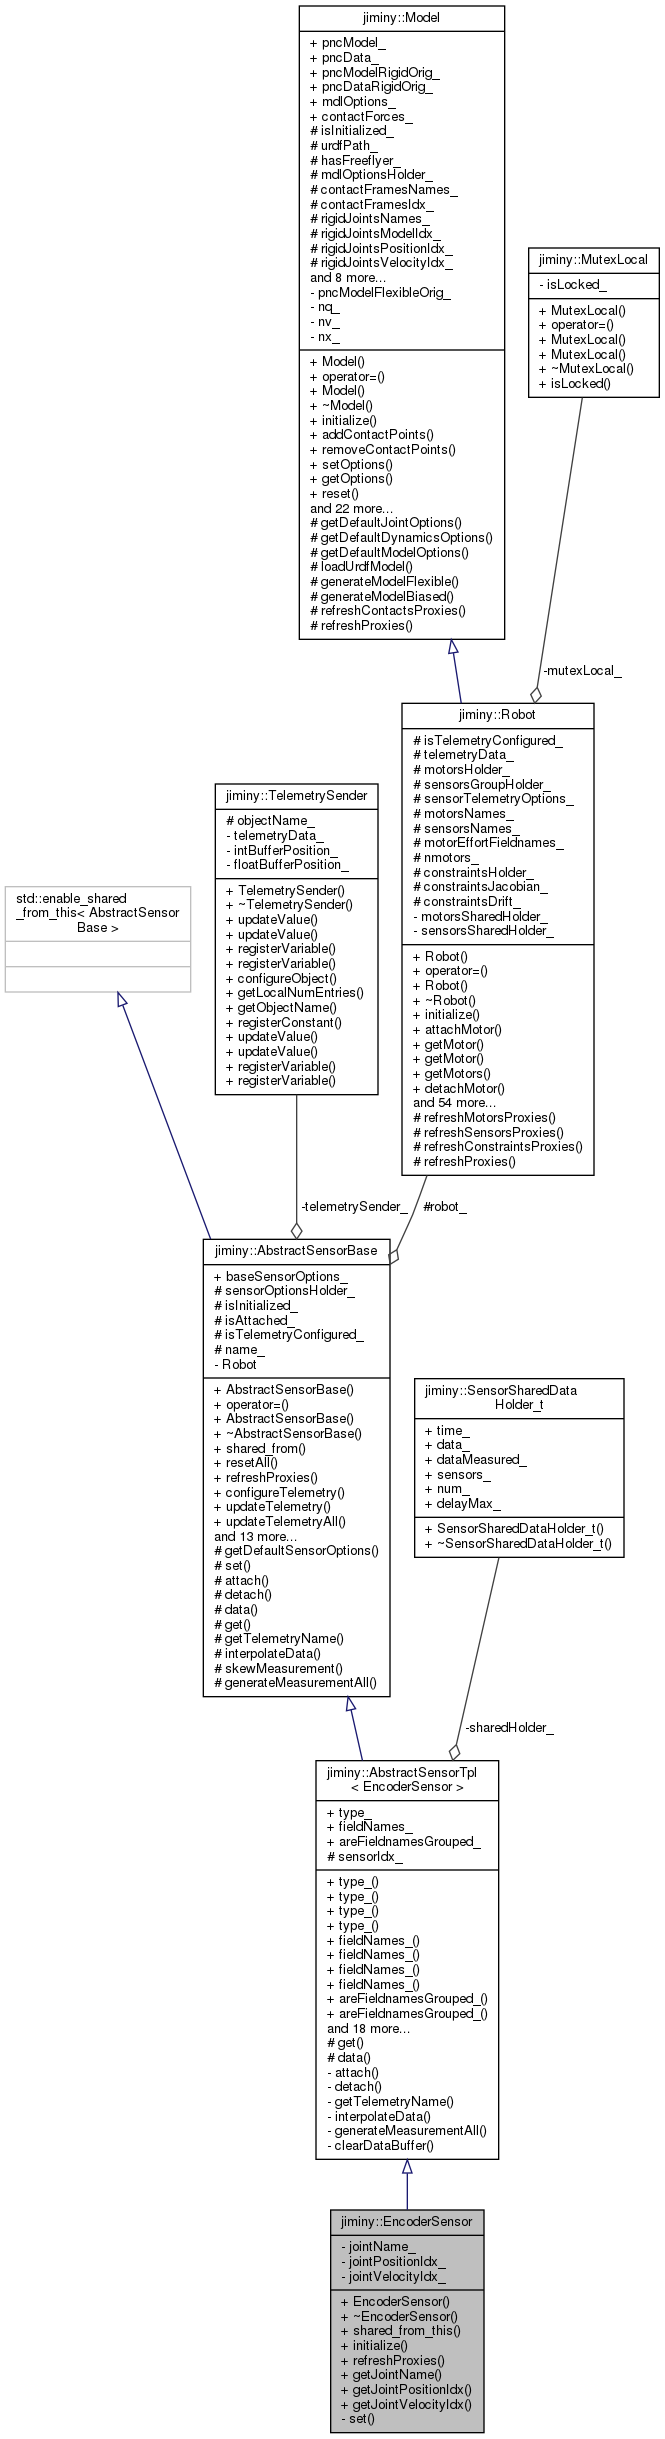 jiminy::Model
+ pncModel_
+ pncData_
+ pncModelRigidOrig_
+ pncDataRigidOrig_
+ mdlOptions_
+ contactForces_
# isInitialized_
# urdfPath_
# hasFreeflyer_
# mdlOptionsHolder_
# contactFramesNames_
# contactFramesIdx_
# rigidJointsNames_
# rigidJointsModelIdx_
# rigidJointsPositionIdx_
# rigidJointsVelocityIdx_
and 8 more...
- pncModelFlexibleOrig_
- nq_
- nv_
- nx_
+ Model()
+ operator=()
+ Model()
+ ~Model()
+ initialize()
+ addContactPoints()
+ removeContactPoints()
+ setOptions()
+ getOptions()
+ reset()
and 22 more...
# getDefaultJointOptions()
# getDefaultDynamicsOptions()
# getDefaultModelOptions()
# loadUrdfModel()
# generateModelFlexible()
# generateModelBiased()
# refreshContactsProxies()
# refreshProxies()
jiminy::MutexLocal
- isLocked_
+ MutexLocal()
+ operator=()
+ MutexLocal()
+ MutexLocal()
+ ~MutexLocal()
+ isLocked()
-mutexLocal_
jiminy::Robot
# isTelemetryConfigured_
# telemetryData_
# motorsHolder_
# sensorsGroupHolder_
# sensorTelemetryOptions_
# motorsNames_
# sensorsNames_
# motorEffortFieldnames_
# nmotors_
# constraintsHolder_
# constraintsJacobian_
# constraintsDrift_
- motorsSharedHolder_
- sensorsSharedHolder_
+ Robot()
+ operator=()
+ Robot()
+ ~Robot()
+ initialize()
+ attachMotor()
+ getMotor()
+ getMotor()
+ getMotors()
+ detachMotor()
and 54 more...
# refreshMotorsProxies()
# refreshSensorsProxies()
# refreshConstraintsProxies()
# refreshProxies()
jiminy::TelemetrySender
# objectName_
- telemetryData_
- intBufferPosition_
- floatBufferPosition_
+ TelemetrySender()
+ ~TelemetrySender()
+ updateValue()
+ updateValue()
+ registerVariable()
+ registerVariable()
+ configureObject()
+ getLocalNumEntries()
+ getObjectName()
+ registerConstant()
+ updateValue()
+ updateValue()
+ registerVariable()
+ registerVariable()
std::enable_shared
_from_this< AbstractSensor
Base >
-telemetrySender_
#robot_
jiminy::AbstractSensorBase
+ baseSensorOptions_
# sensorOptionsHolder_
# isInitialized_
# isAttached_
# isTelemetryConfigured_
# name_
- Robot
+ AbstractSensorBase()
+ operator=()
+ AbstractSensorBase()
+ ~AbstractSensorBase()
+ shared_from()
+ resetAll()
+ refreshProxies()
+ configureTelemetry()
+ updateTelemetry()
+ updateTelemetryAll()
and 13 more...
# getDefaultSensorOptions()
# set()
# attach()
# detach()
# data()
# get()
# getTelemetryName()
# interpolateData()
# skewMeasurement()
# generateMeasurementAll()
jiminy::SensorSharedData
Holder_t
+ time_
+ data_
+ dataMeasured_
+ sensors_
+ num_
+ delayMax_
+ SensorSharedDataHolder_t()
+ ~SensorSharedDataHolder_t()
-sharedHolder_
jiminy::AbstractSensorTpl
< EncoderSensor >
+ type_
+ fieldNames_
+ areFieldnamesGrouped_
# sensorIdx_
+ type_()
+ type_()
+ type_()
+ type_()
+ fieldNames_()
+ fieldNames_()
+ fieldNames_()
+ fieldNames_()
+ areFieldnamesGrouped_()
+ areFieldnamesGrouped_()
and 18 more...
# get()
# data()
- attach()
- detach()
- getTelemetryName()
- interpolateData()
- generateMeasurementAll()
- clearDataBuffer()
jiminy::EncoderSensor
- jointName_
- jointPositionIdx_
- jointVelocityIdx_
+ EncoderSensor()
+ ~EncoderSensor()
+ shared_from_this()
+ initialize()
+ refreshProxies()
+ getJointName()
+ getJointPositionIdx()
+ getJointVelocityIdx()
- set()